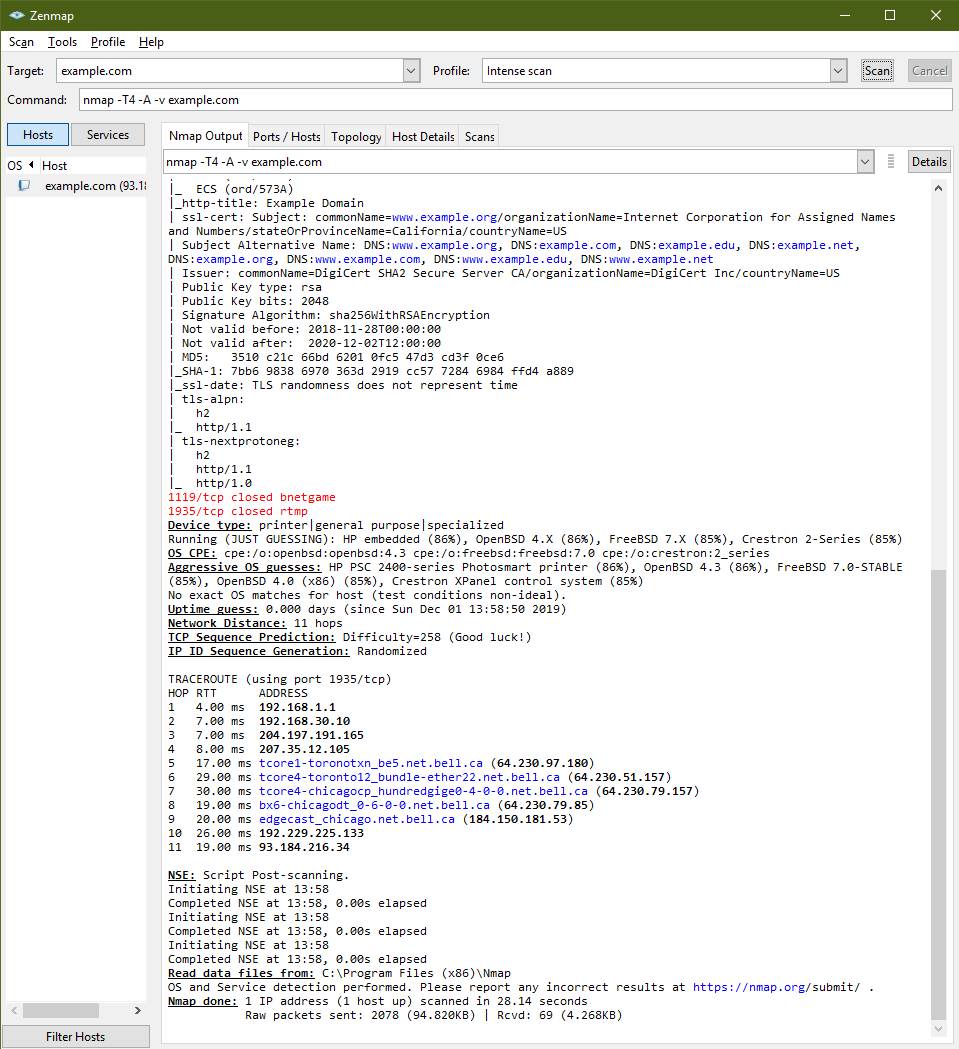 Zenmap
Scan Tools Profile Help
Target: example.com Profile: Intense scan Scan Cancel
Command: nmap -T4 -A -v example.com
Hosts Services
Nmap Output Ports / Hosts Topology Host Details Scans
OS Host
example.com (93.18
nmap -T4 -A -v example.com Details
|_  ECS (ord/573A)
|_http-title: Example Domain
| ssl-cert: Subject: commonName=www.example.org/organizationName=Internet Corporation for Assigned Names
and Numbers/stateOrProvinceName=California/countryName=US
| Subject Alternative Name: DNS:www.example.org, DNS:example.com, DNS:example.edu, DNS:example.net,
DNS:example.org, DNS:www.example.com, DNS:www.example.edu, DNS:www.example.net
| Issuer: commonName=DigiCert SHA2 Secure Server CA/organizationName=DigiCert Inc/countryName=US
| Public Key type: rsa
| Public Key bits: 2048
| Signature Algorithm: sha256WithRSAEncryption
| Not valid before: 2018-11-28T00:00:00
| Not valid after:  2020-12-02T12:00:00
| MD5:   3510 c21c 66bd 6201 0fc5 47d3 cd3f 0ce6
|_SHA-1: 7bb6 9838 6970 363d 2919 cc57 7284 6984 ffd4 a889
|_ssl-date: TLS randomness does not represent time
| tls-alpn:
|   h2
|_  http/1.1
| tls-nextprotoneg:
|   h2
|   http/1.1
|_  http/1.0
1119/tcp closed bnetgame
1935/tcp closed rtmp
Device type: printer|general purpose|specialized
Running (JUST GUESSING): HP embedded (86%), OpenBSD 4.X (86%), FreeBSD 7.X (85%), Crestron 2-Series (85%)
OS CPE: cpe:/o:openbsd:openbsd:4.3 cpe:/o:freebsd:freebsd:7.0 cpe:/o:crestron:2_series
Aggressive OS guesses: HP PSC 2400-series Photosmart printer (86%), OpenBSD 4.3 (86%), FreeBSD 7.0-STABLE
(85%), OpenBSD 4.0 (x86) (85%), Crestron XPanel control system (85%)
No exact OS matches for host (test conditions non-ideal).
Uptime guess: 0.000 days (since Sun Dec 01 13:58:50 2019)
Network Distance: 11 hops
TCP Sequence Prediction: Difficulty=258 (Good luck!)
IP ID Sequence Generation: Randomized
TRACEROUTE (using port 1935/tcp)
HOP RTT      ADDRESS
1   4.00 ms  192.168.1.1
2   7.00 ms  192.168.30.10
3   7.00 ms  204.197.191.165
4   8.00 ms  207.35.12.105
5   17.00 ms tcore1-toronotxn_be5.net.bell.ca (64.230.97.180)
6   29.00 ms tcore4-toronto12_bundle-ether22.net.bell.ca (64.230.51.157)
7   30.00 ms tcore4-chicagocp_hundredgige0-4-0-0.net.bell.ca (64.230.79.157)
8   19.00 ms bx6-chicagodt_0-6-0-0.net.bell.ca (64.230.79.85)
9   20.00 ms edgecast_chicago.net.bell.ca (184.150.181.53)
10  26.00 ms 192.229.225.133
11  19.00 ms 93.184.216.34
NSE: Script Post-scanning.
Initiating NSE at 13:58
Completed NSE at 13:58, 0.00s elapsed
Initiating NSE at 13:58
Completed NSE at 13:58, 0.00s elapsed
Initiating NSE at 13:58
Completed NSE at 13:58, 0.00s elapsed
Read data files from: C:\Program Files (x86)\Nmap
OS and Service detection performed. Please report any incorrect results at https://nmap.org/submit/ .
Nmap done: 1 IP address (1 host up) scanned in 28.14 seconds
Raw packets sent: 2078 (94.820KB) | Rcvd: 69 (4.268KB)
Filter Hosts